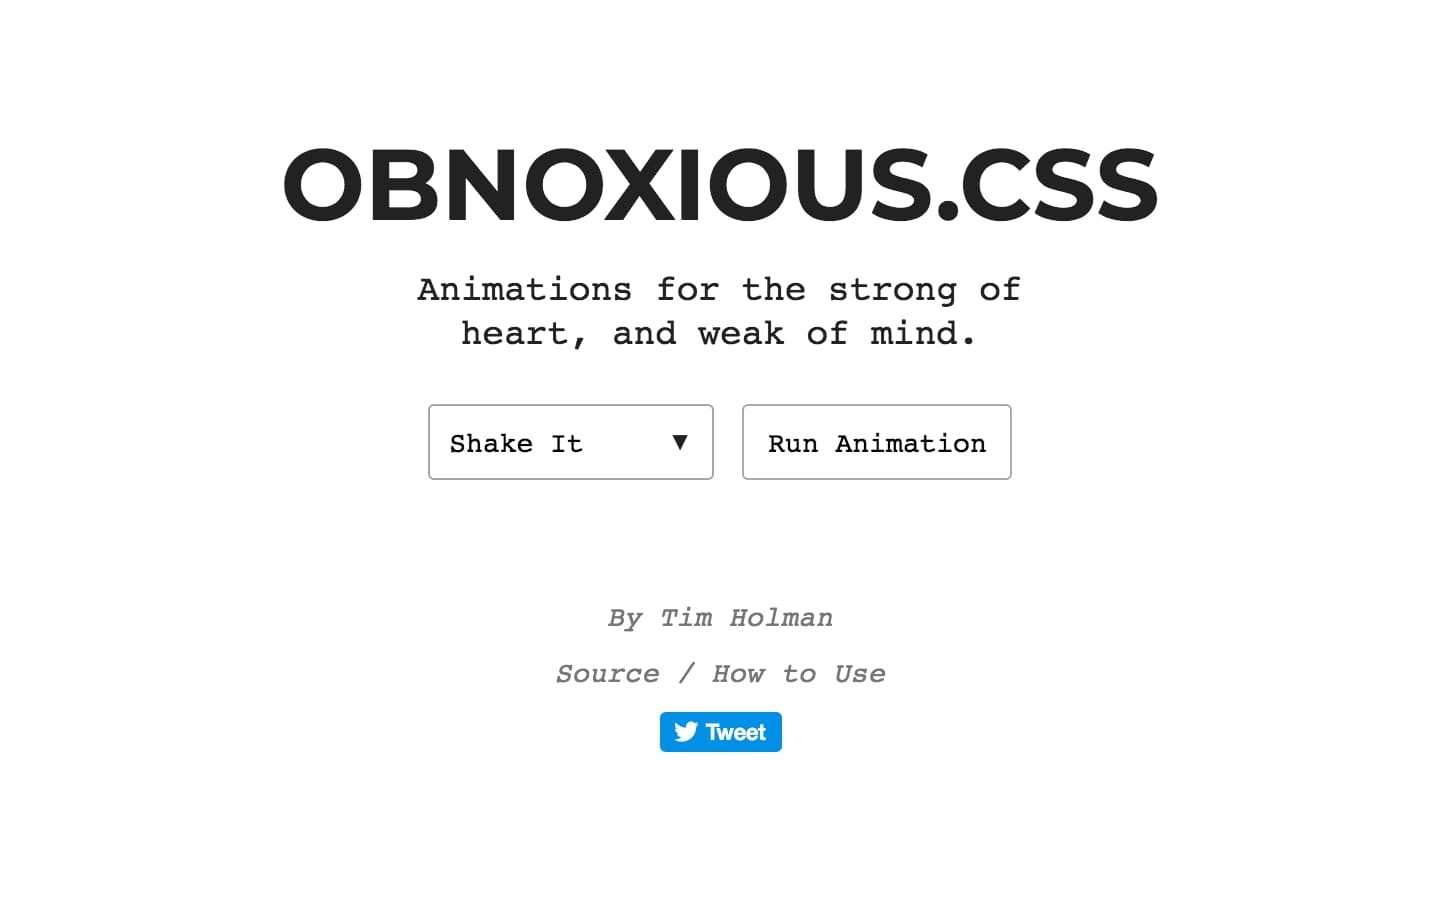 OBNOXIOUS.CSS
Animations for the strong of
heart, and weak of mind.
Shake It ▼ Run Animation
By Tim Holman
Source / How to Use
Tweet